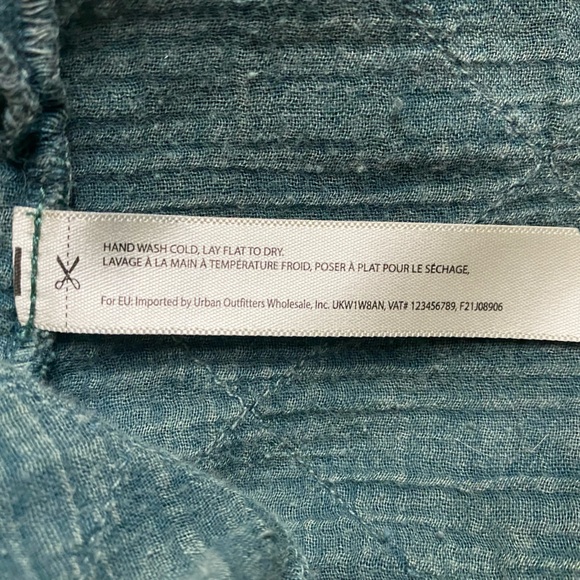 HAND WASH COLD, LAY FLAT TO DRY.
LAVAGE À LA MAIN À TEMPÉRATURE FROID, POSER À PLAT POUR LE SÉCHAGE,
For EU: Imported by Urban Outfitters Wholesale, Inc. UKW1W8AN, VAT# 123456789, F21J08906